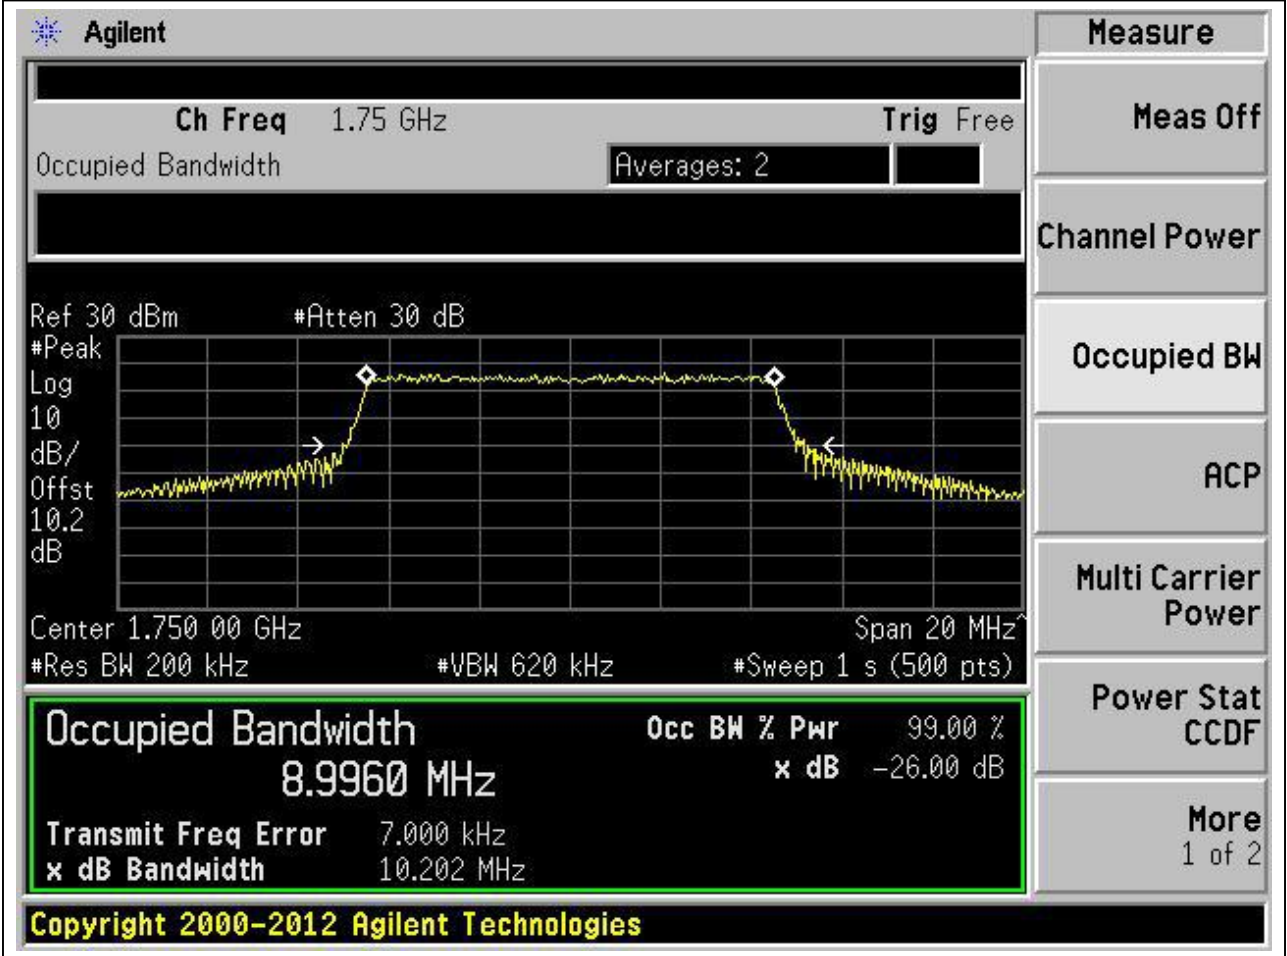 Agilent
Measure
Ch Freq 1.75 GHz Trig Free
Occupied Bandwidth Averages: 2
Ref 30 dBm #Atten 30 dB
#Peak
Log
10
dB/
Offst
10.2
dB
Center 1.750 00 GHz Span 20 MHz^
#Res BW 200 kHz #VBW 620 kHz #Sweep 1 s (500 pts)
Occupied Bandwidth Occ BW % Pwr 99.00 %
8.9960 MHz x dB -26.00 dB
Transmit Freq Error 7.000 kHz
x dB Bandwidth 10.202 MHz
Copyright 2000-2012 Agilent Technologies
Meas Off
Channel Power
Occupied BW
ACP
Multi Carrier
Power
Power Stat
CCDF
More
1 of 2